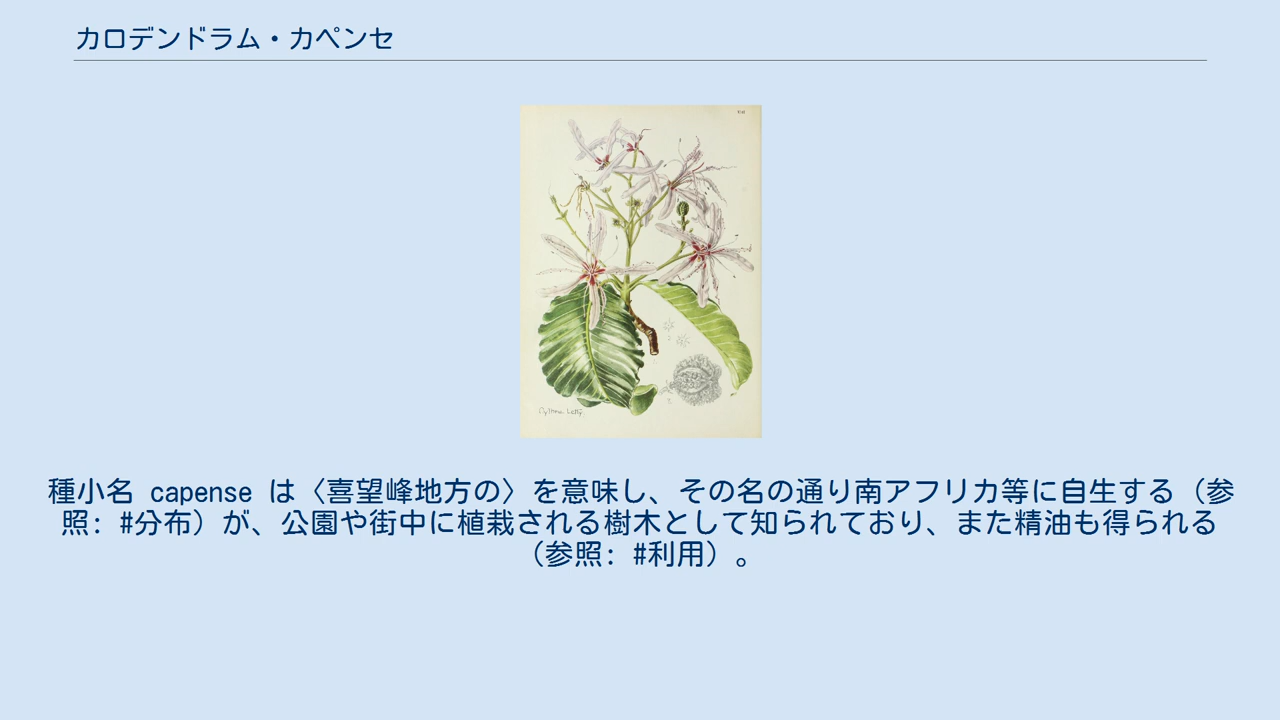 カロデンドラム・カペンセ
種小名 capense は〈喜望峰地方の〉を意味し、その名の通り南アフリカ等に自生する（参
照: #分布）が、公園や街中に植栽される樹木として知られており、また精油も得られる
（参照: #利用）。